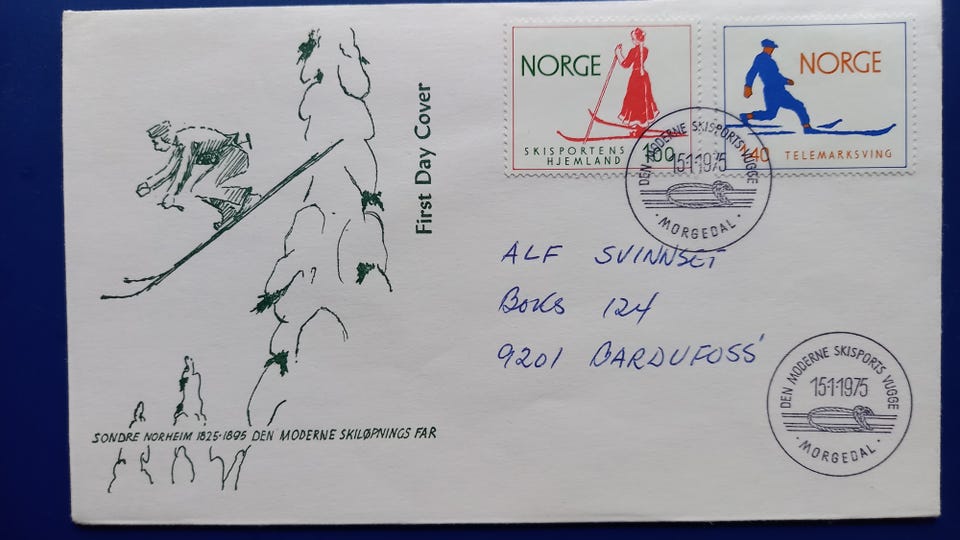 First Day Cover
SONDRE NORHEIM 1825-1895 DEN MODERNE SKILØPNINGS FAR
NORGE
SKISPORTENS
HJEMLAND 100
NORGE
140 TELEMARKSVING
DEN MODERNE SKISPORTS VUGGE
15·1·1975
· MORGEDAL ·
ALF SVINNSET
BOKS 124
9201 BARDUFOSS
DEN MODERNE SKISPORTS VUGGE
15·1·1975
· MORGEDAL ·